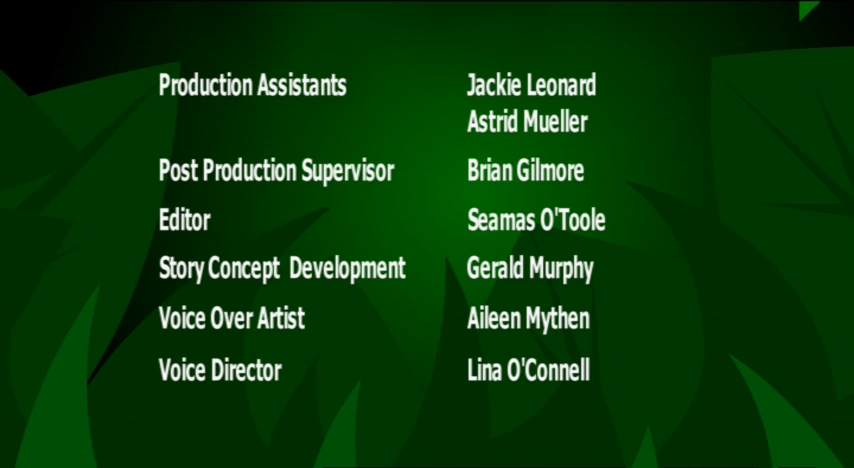 Production Assistants Jackie Leonard
Astrid Mueller
Post Production Supervisor Brian Gilmore
Editor Seamas O'Toole
Story Concept Development Gerald Murphy
Voice Over Artist Aileen Mythen
Voice Director Lina O'Connell